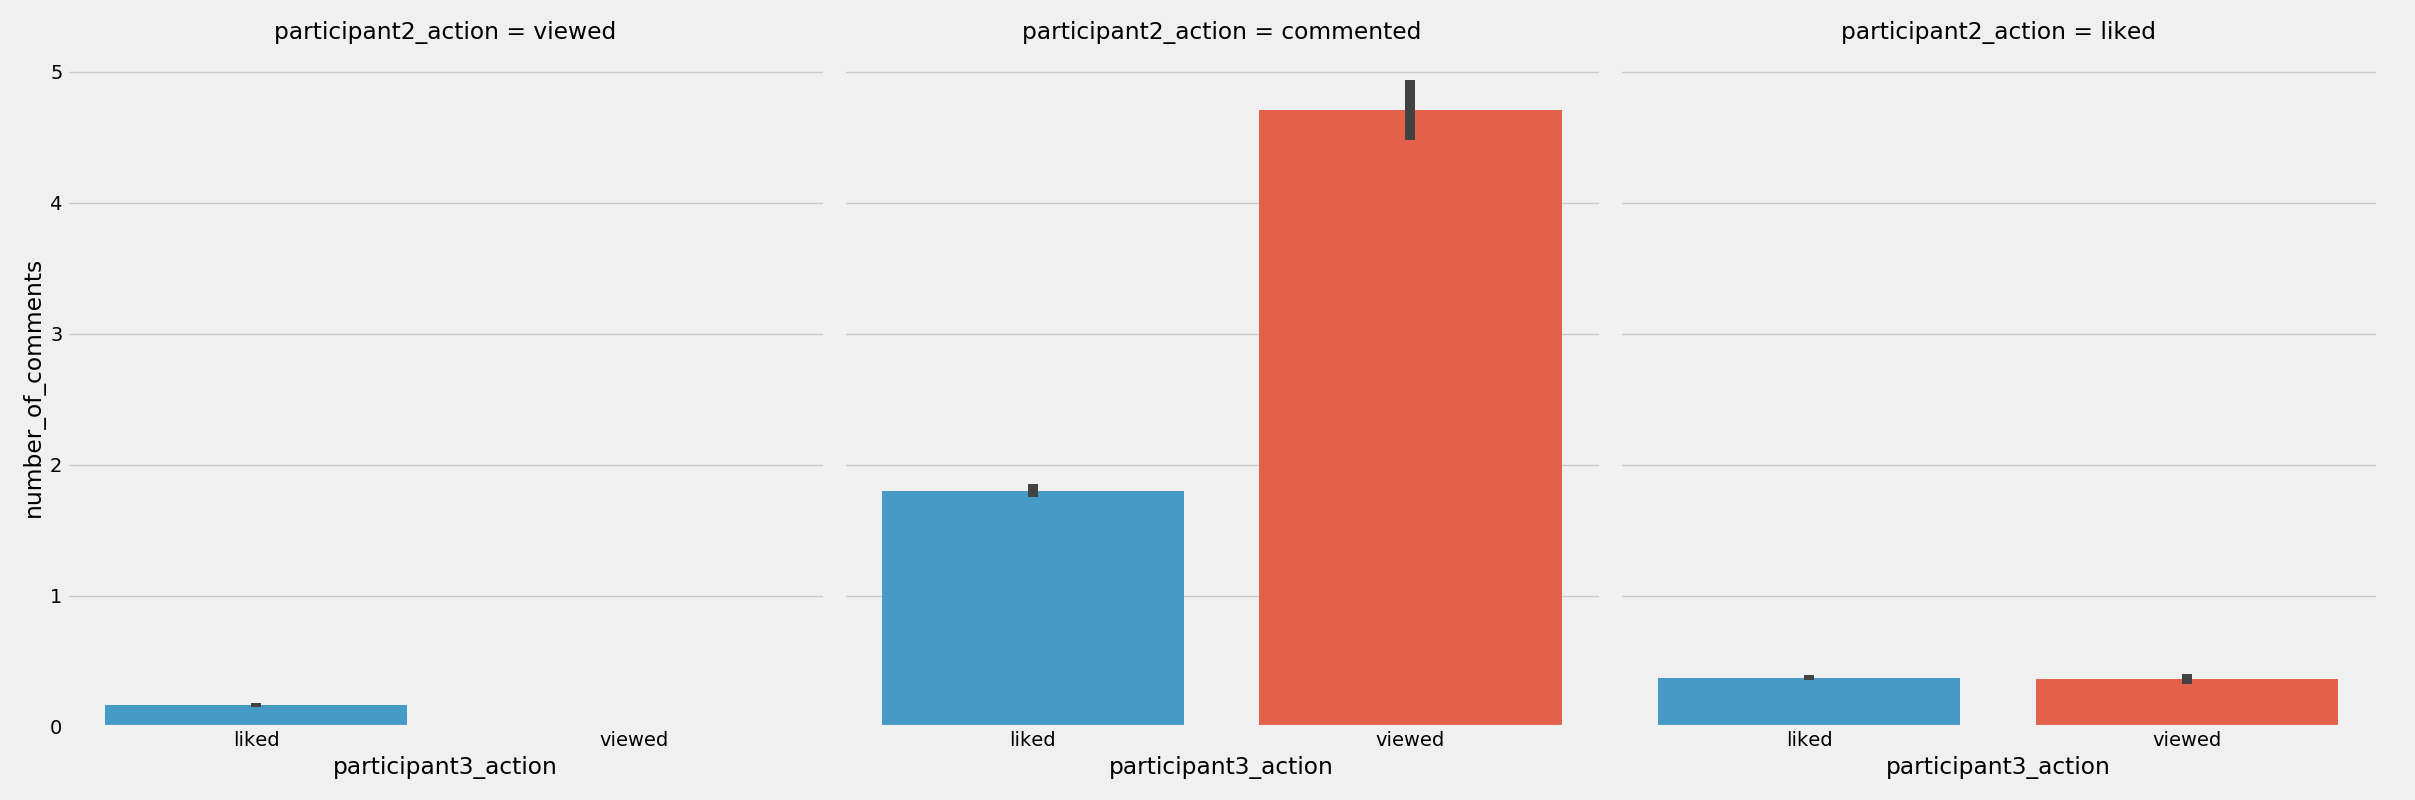 participant2_action = viewed
participant2_action = commented
participant2_action = liked
number_of_comments
5
4
3
2
1
0
liked
viewed
liked
viewed
liked
viewed
participant3_action
participant3_action
participant3_action